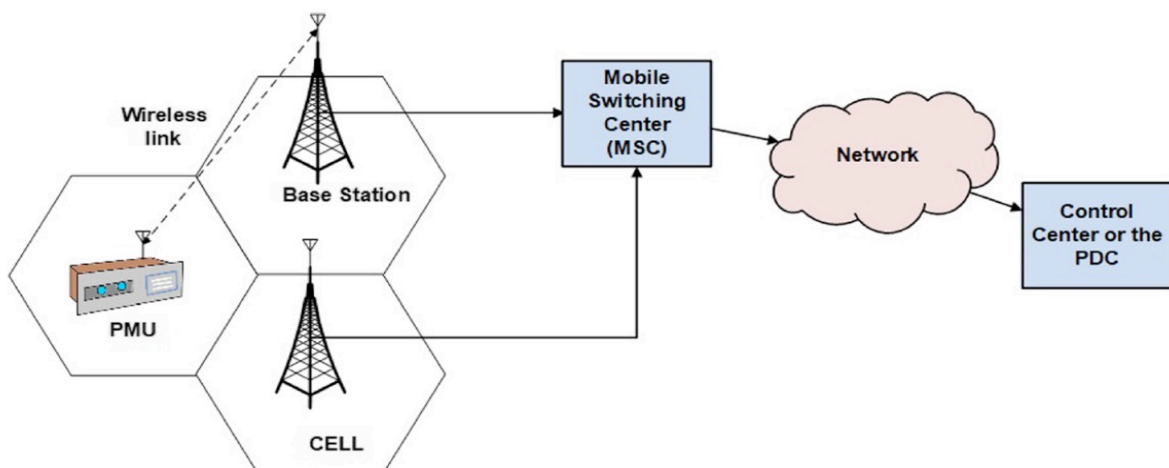 Wireless
link
Base Station
PMU
CELL
Mobile
Switching
Center
(MSC)
Network
Control
Center or the
PDC